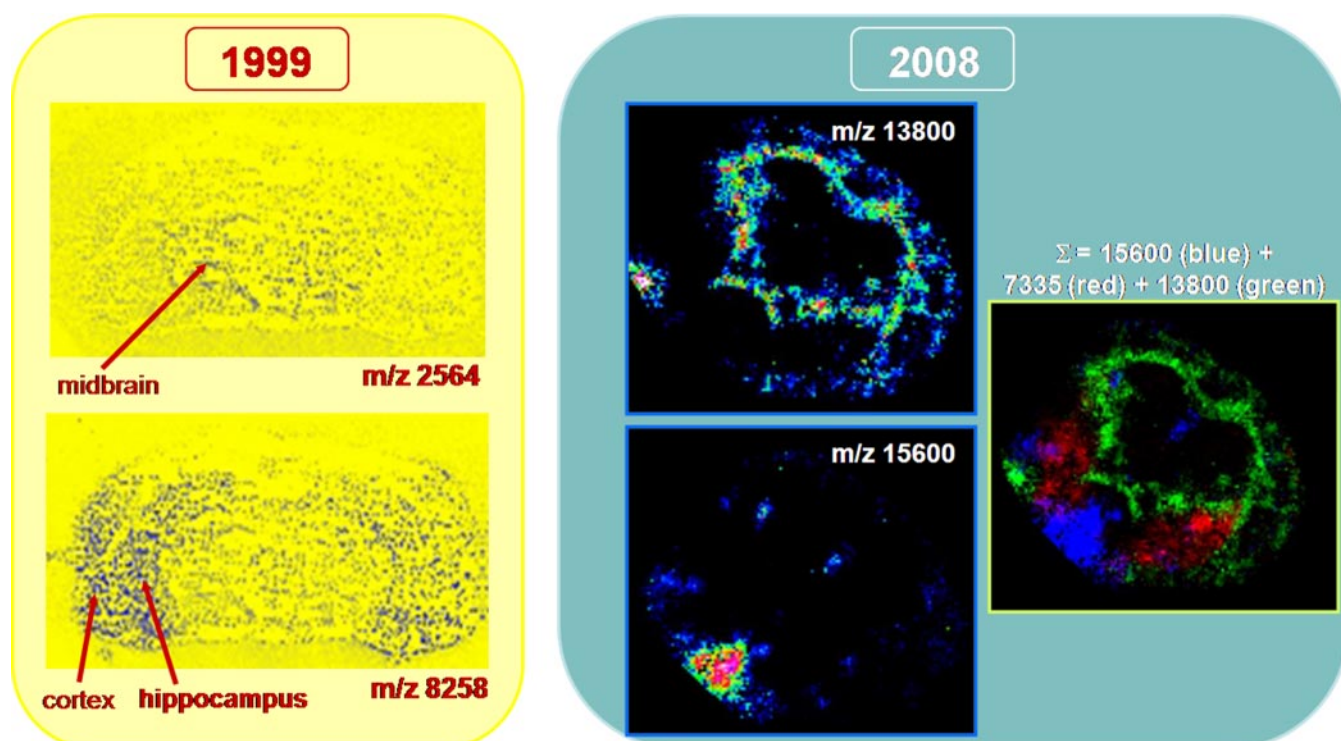 1999
midbrain
m/z 2564
cortex
hippocampus
m/z 8258
2008
m/z 13800
m/z 15600
Σ = 15600 (blue) +
7335 (red) + 13800 (green)